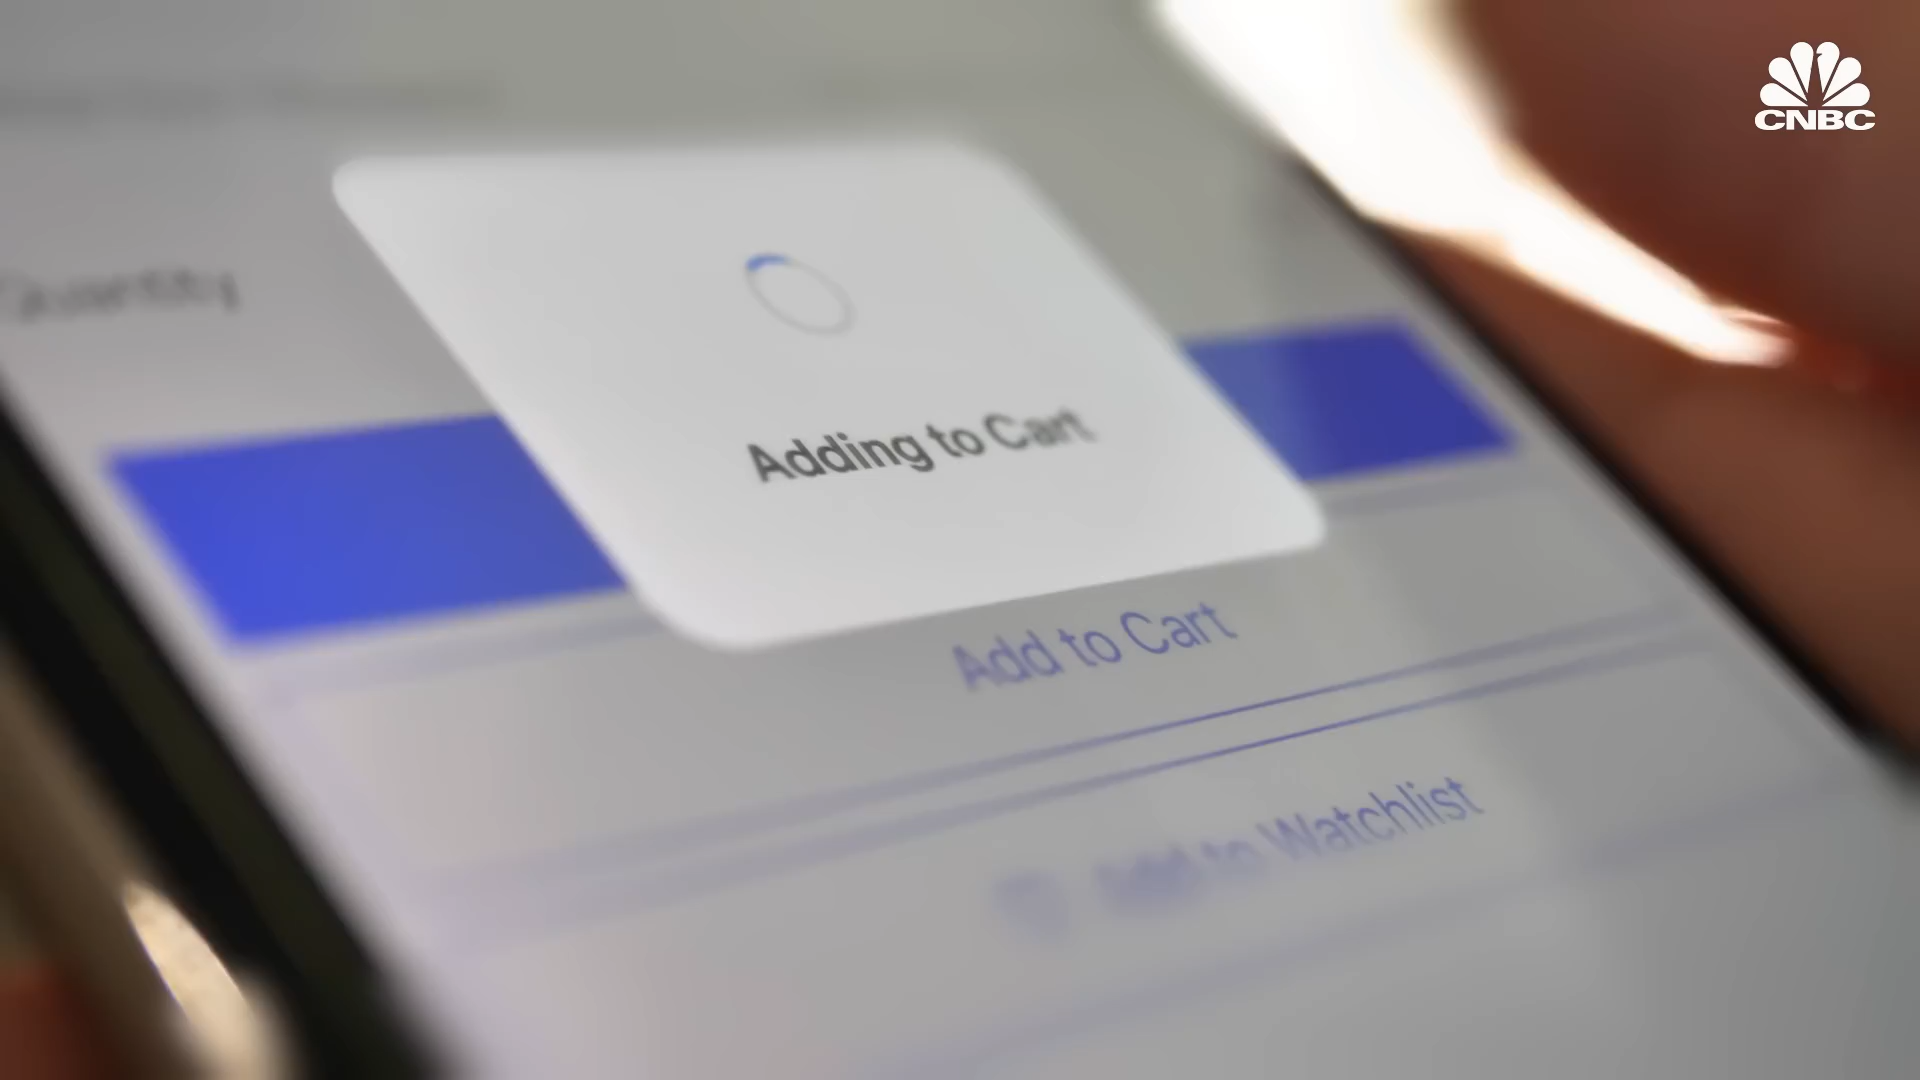 CNBC
Quantity
Adding to Cart
Add to Cart
Add to Watchlist